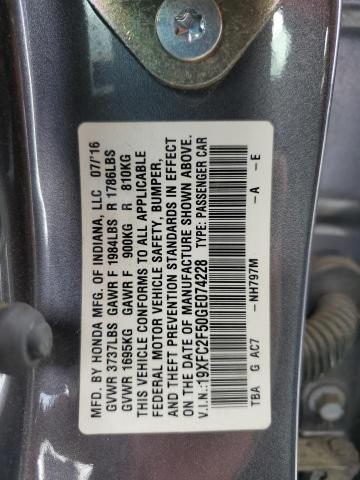 MFD. BY HONDA MFG. OF INDIANA, LLC 07/'16
GVWR 3737LBS GAWR F 1984LBS R 1786LBS
GVWR 1695KG GAWR F 900KG R 810KG
THIS VEHICLE CONFORMS TO ALL APPLICABLE
FEDERAL MOTOR VEHICLE SAFETY, BUMPER,
AND THEFT PREVENTION STANDARDS IN EFFECT
ON THE DATE OF MANUFACTURE SHOWN ABOVE.
V.I.N.:19XFC2F50GE074228 TYPE: PASSENGER CAR
TBA G AC7 -NH797M -A -E